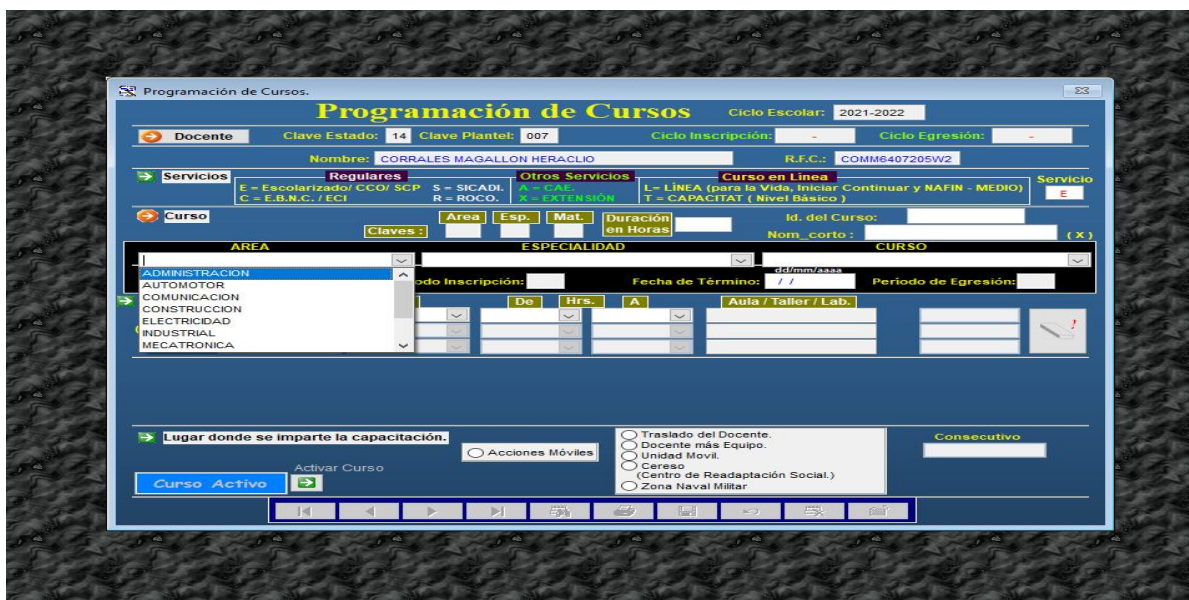 Programación de Cursos.
Programación de Cursos
Ciclo Escolar: 2021-2022
Docente Clave Estado: 14 Clave Plantel: 007 Ciclo Inscripción: - Ciclo Egresión: -
Nombre: CORRALES MAGALLON HERACLIO R.F.C.: COMM6407205W2
Servicios Regulares Otros Servicios Curso en Linea Servicio
E = Escolarizado/ CCO/ SCP S = SICADI. A = CAE. L= LÍNEA (para la Vida, Iniciar Continuar y NAFIN - MEDIO) E
C = E.B.N.C. / ECI R = ROCO. X = EXTENSIÓN T = CAPACITAT ( Nivel Básico )
Curso Area Esp. Mat. Duración en Horas Id. del Curso:
Claves : Nom_corto : ( X )
AREA ESPECIALIDAD CURSO
dd/mm/aaaa
ADMINISTRACION
odo Inscripción: Fecha de Término: / / Período de Egresión:
AUTOMOTOR
COMUNICACION
De Hrs. A Aula / Taller / Lab.
CONSTRUCCION
ELECTRICIDAD
INDUSTRIAL
MECATRONICA
Lugar donde se imparte la capacitación.
Acciones Móviles
Traslado del Docente.
Docente más Equipo.
Unidad Movil.
Cereso
(Centro de Readaptación Social.)
Zona Naval Militar
Consecutivo
Activar Curso
Curso Activo